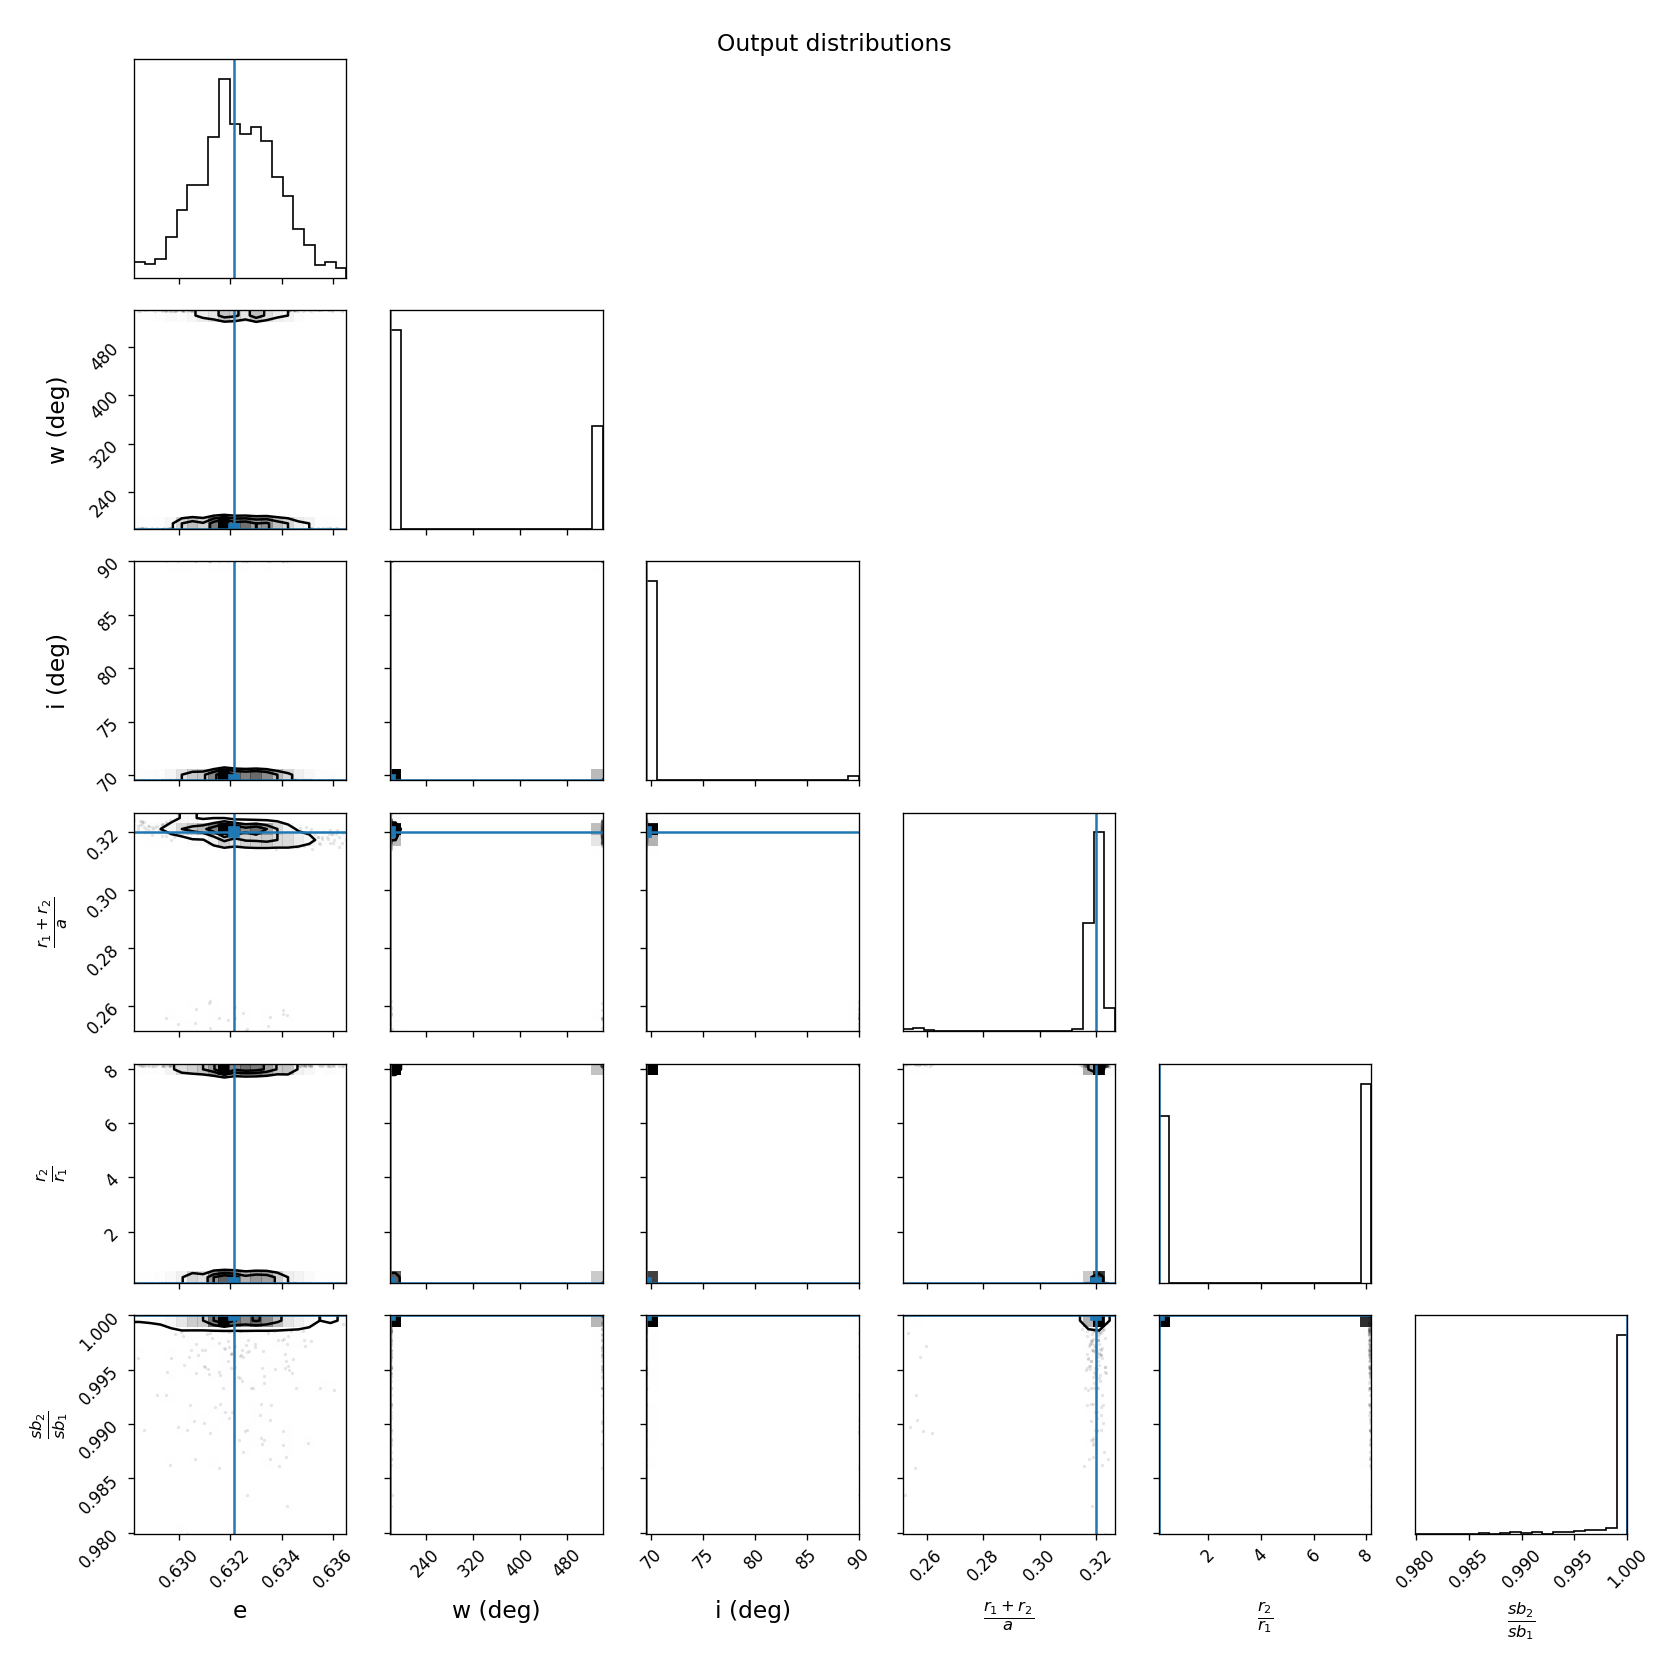 Output distributions
w (deg)
480
400
320
240
i (deg)
90
85
80
75
70
r₁ + r₂ / a
0.32
0.30
0.28
0.26
r₂ / r₁
8
6
4
2
sb₂ / sb₁
1.000
0.995
0.990
0.985
0.980
0.630 0.632 0.634 0.636
240 320 400 480
70 75 80 85 90
0.26 0.28 0.30 0.32
2 4 6 8
0.980 0.985 0.990 0.995 1.000
e
w (deg)
i (deg)
r₁ + r₂ / a
r₂ / r₁
sb₂ / sb₁